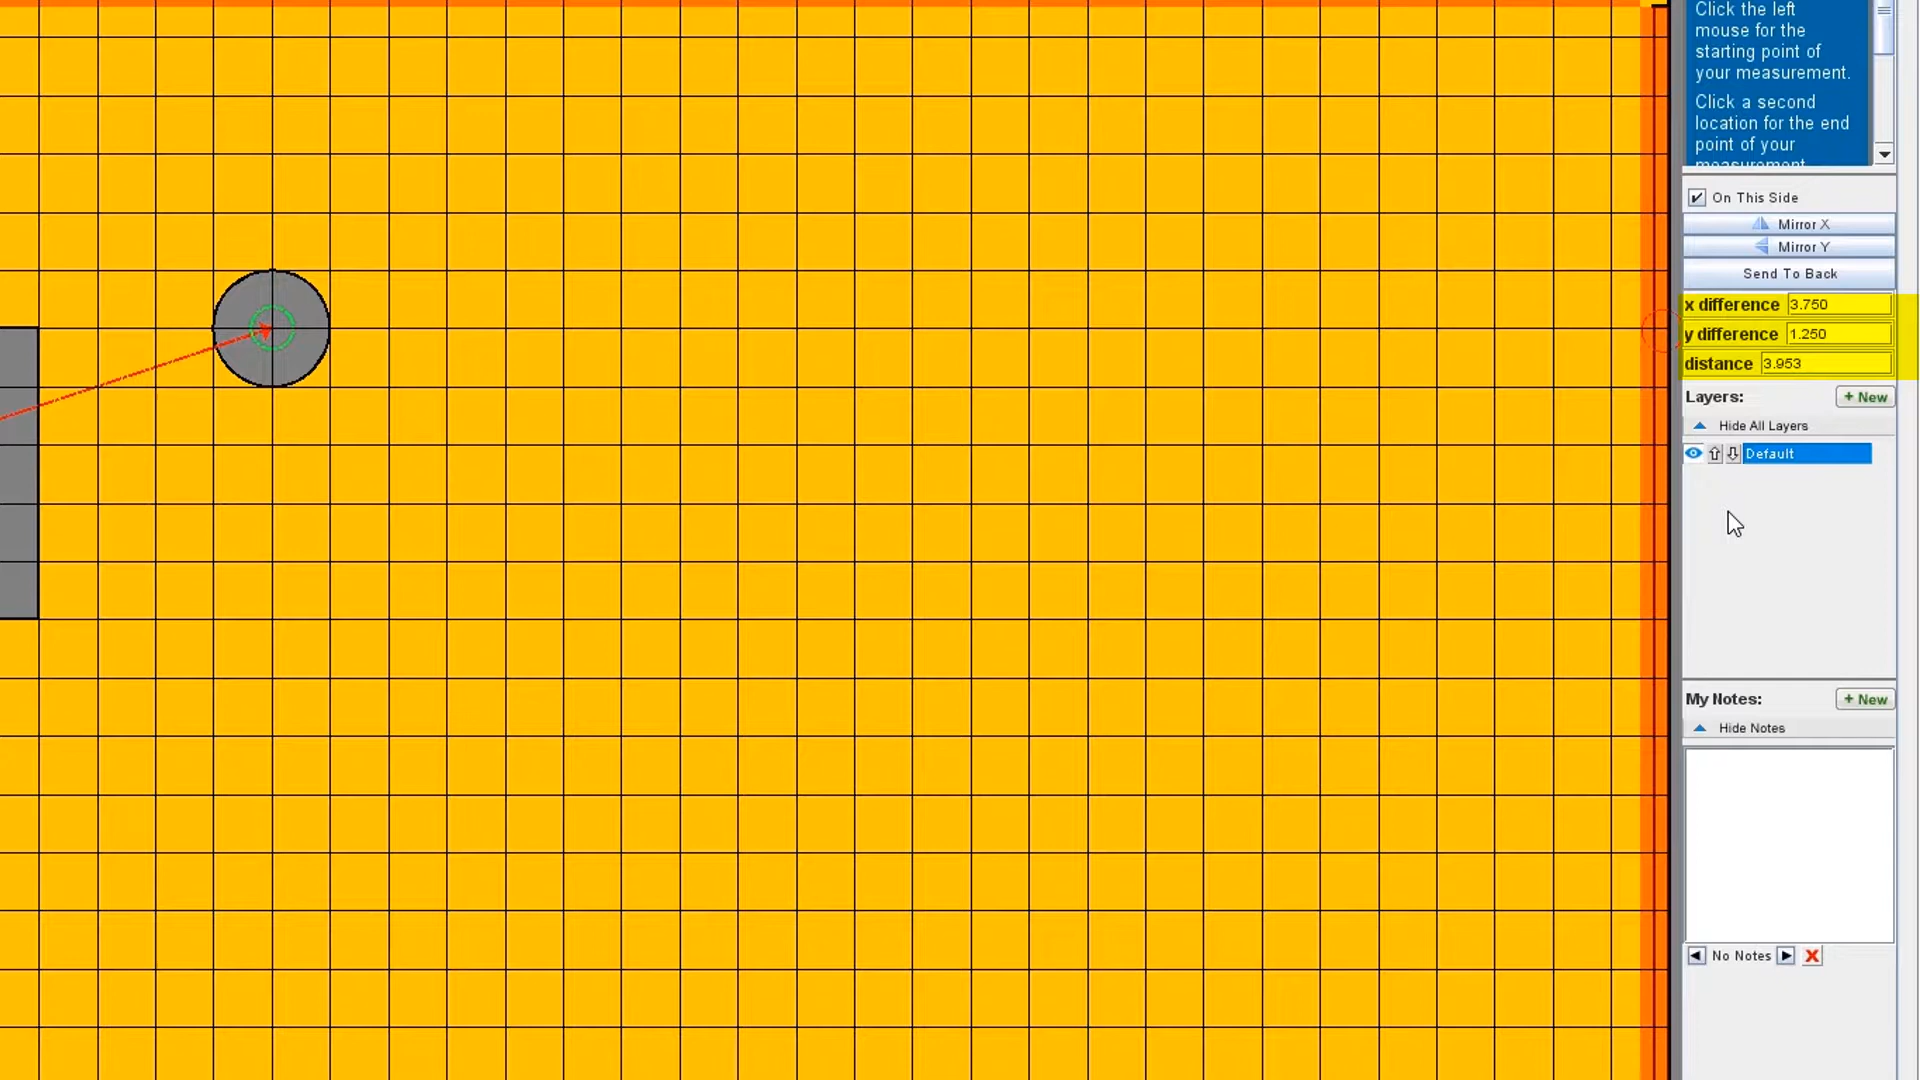 Click the left
mouse for the
starting point of
your measurement.
Click a second
location for the end
point of your
measurement
On This Side
Mirror X
Mirror Y
Send To Back
x difference 3.750
y difference 1.250
distance 3.953
Layers: + New
Hide All Layers
Default
My Notes: + New
Hide Notes
No Notes